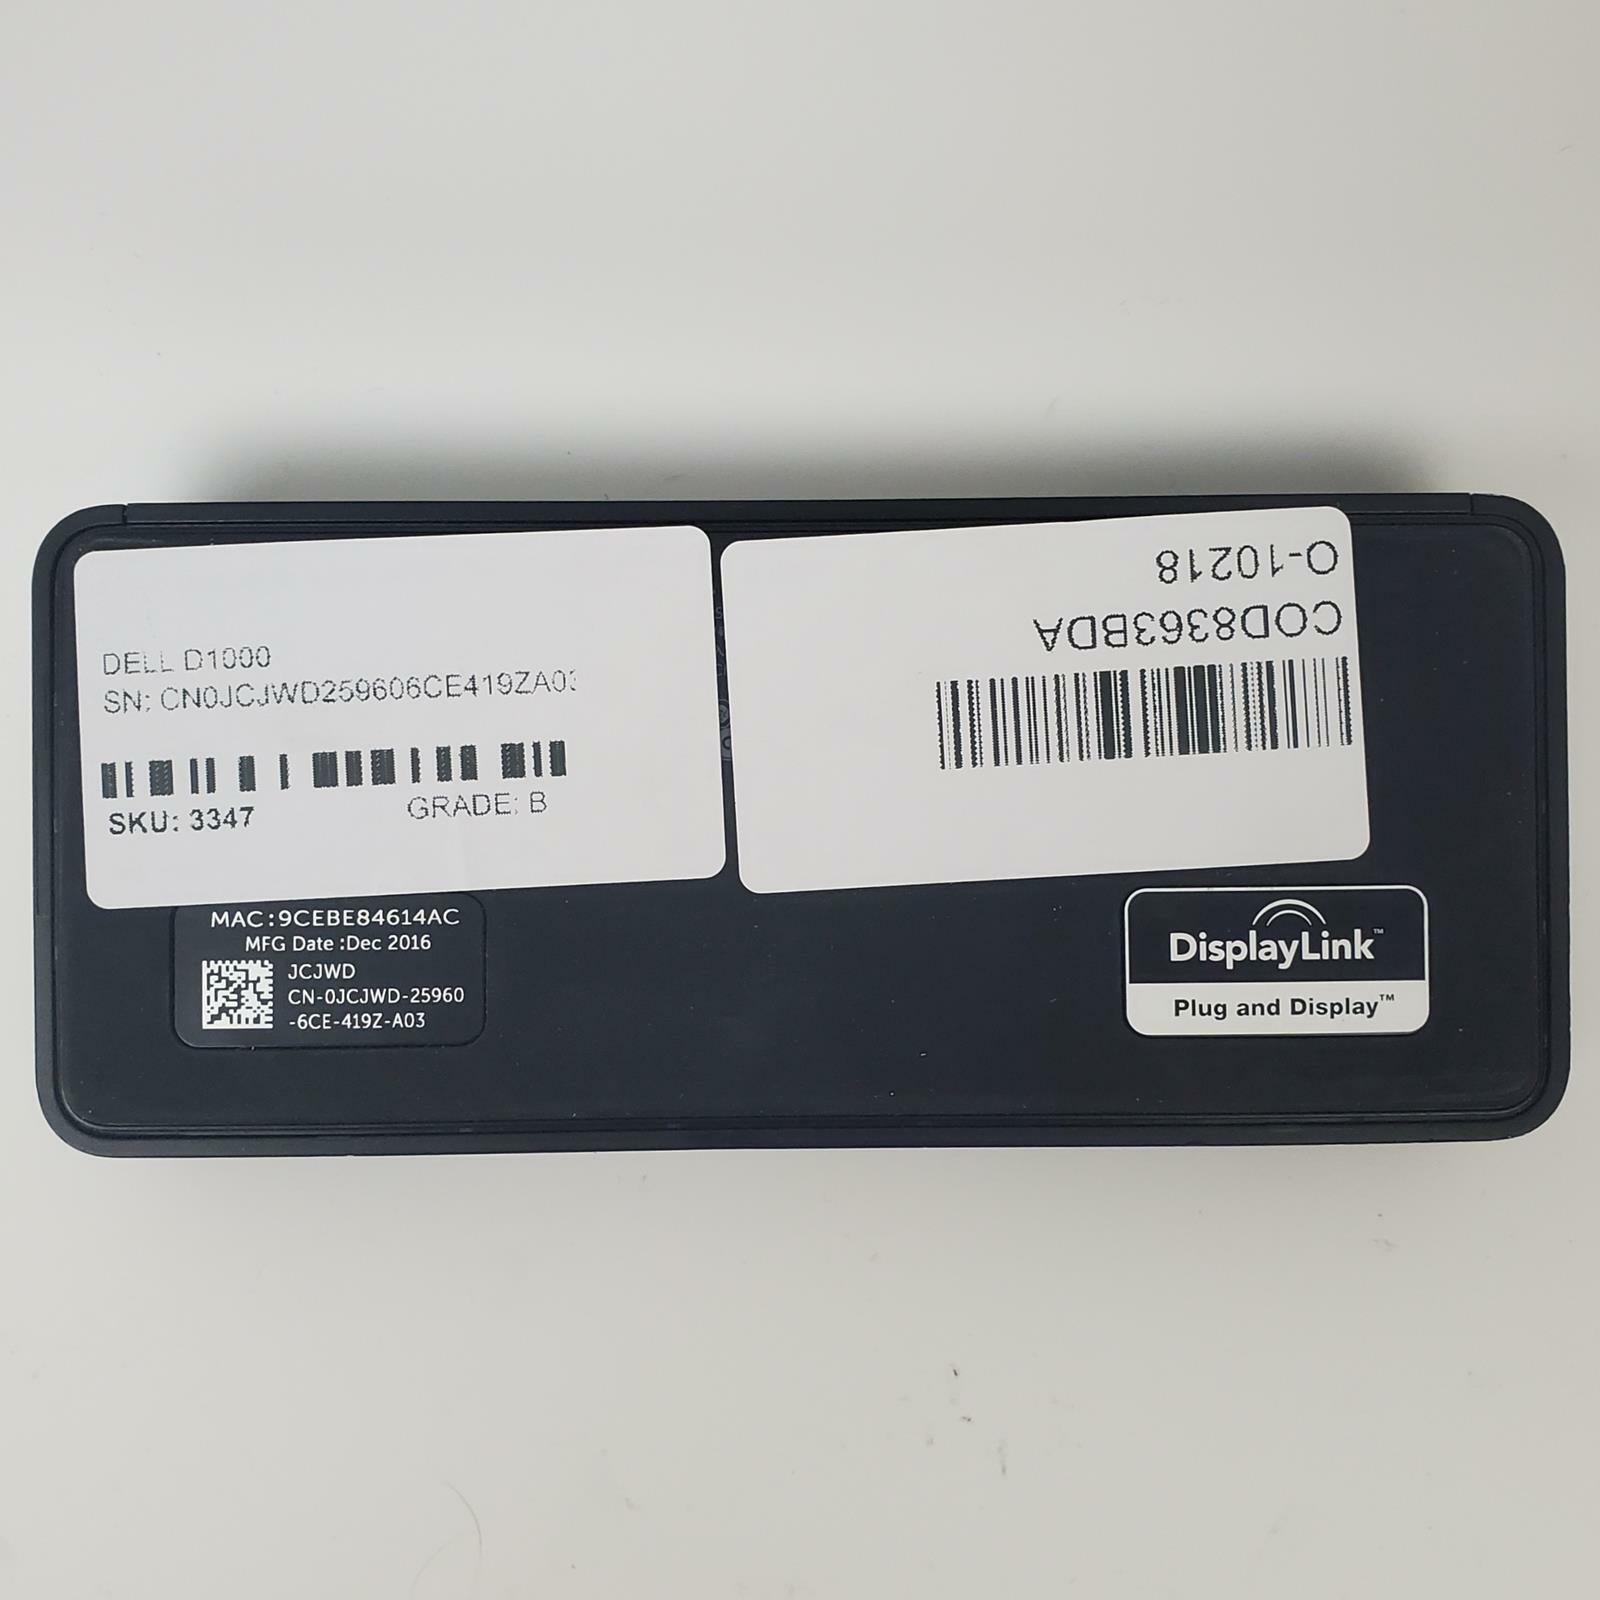 DELL D1000
SN: CN0JCJWD259606CE419ZA03
SKU: 3347
GRADE: B
O-10218
COD8363BDA
MAC:9CEBE84614AC
MFG Date :Dec 2016
JCJWD
CN-0JCJWD-25960
-6CE-419Z-A03
DisplayLink™
Plug and Display™